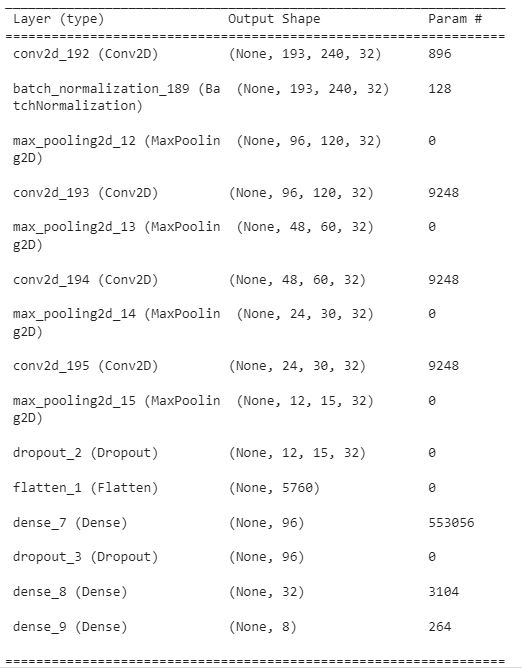 Layer (type) Output Shape Param #
=================================================================
conv2d_192 (Conv2D) (None, 193, 240, 32) 896
batch_normalization_189 (Ba (None, 193, 240, 32) 128
tchNormalization)
max_pooling2d_12 (MaxPoolin (None, 96, 120, 32) 0
g2D)
conv2d_193 (Conv2D) (None, 96, 120, 32) 9248
max_pooling2d_13 (MaxPoolin (None, 48, 60, 32) 0
g2D)
conv2d_194 (Conv2D) (None, 48, 60, 32) 9248
max_pooling2d_14 (MaxPoolin (None, 24, 30, 32) 0
g2D)
conv2d_195 (Conv2D) (None, 24, 30, 32) 9248
max_pooling2d_15 (MaxPoolin (None, 12, 15, 32) 0
g2D)
dropout_2 (Dropout) (None, 12, 15, 32) 0
flatten_1 (Flatten) (None, 5760) 0
dense_7 (Dense) (None, 96) 553056
dropout_3 (Dropout) (None, 96) 0
dense_8 (Dense) (None, 32) 3104
dense_9 (Dense) (None, 8) 264
=================================================================